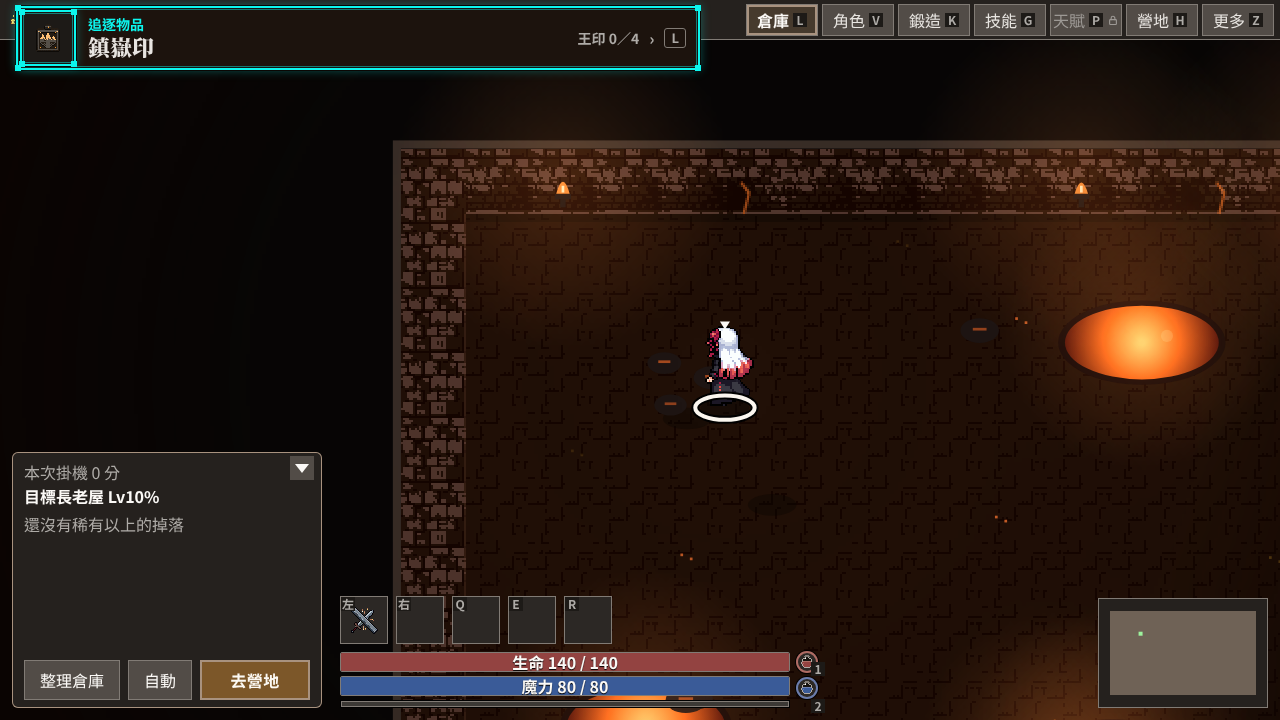 追逐物品
鎮嶽印
王印 0／4 › L
倉庫 L
角色 V
鍛造 K
技能 G
天賦 P
營地 H
更多 Z
本次掛機 0 分
目標長老屋 Lv10%
還沒有稀有以上的掉落
整理倉庫
自動
去營地
左
右
Q
E
R
生命 140 / 140
1
魔力 80 / 80
2